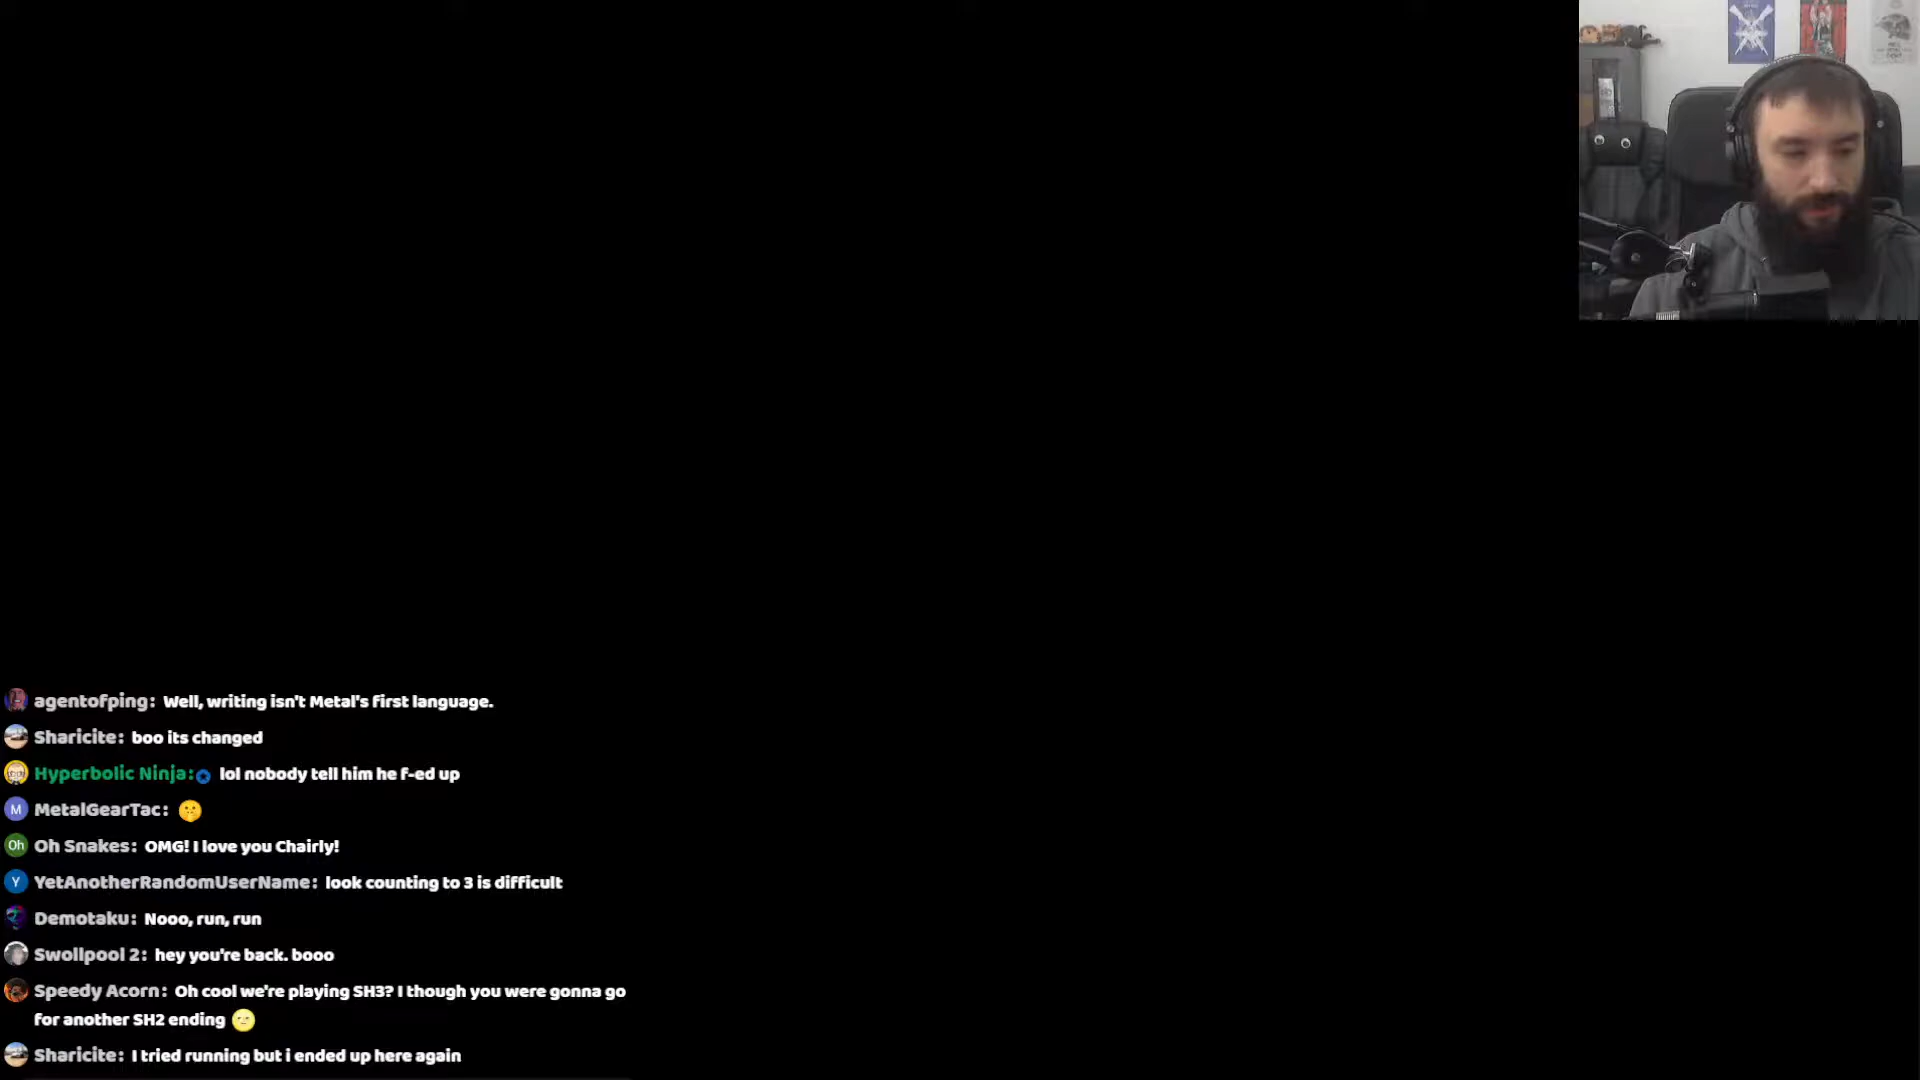 agentofping: Well, writing isn't Metal's first language.
Sharicite: boo its changed
Hyperbolic Ninja: lol nobody tell him he f-ed up
M MetalGearTac: 🤫
Oh Oh Snakes: OMG! I love you Chairly!
Y YetAnotherRandomUserName: look counting to 3 is difficult
Demotaku: Nooo, run, run
Swollpool 2: hey you're back. booo
Speedy Acorn: Oh cool we're playing SH3? I though you were gonna go
for another SH2 ending 🌝
Sharicite: I tried running but i ended up here again